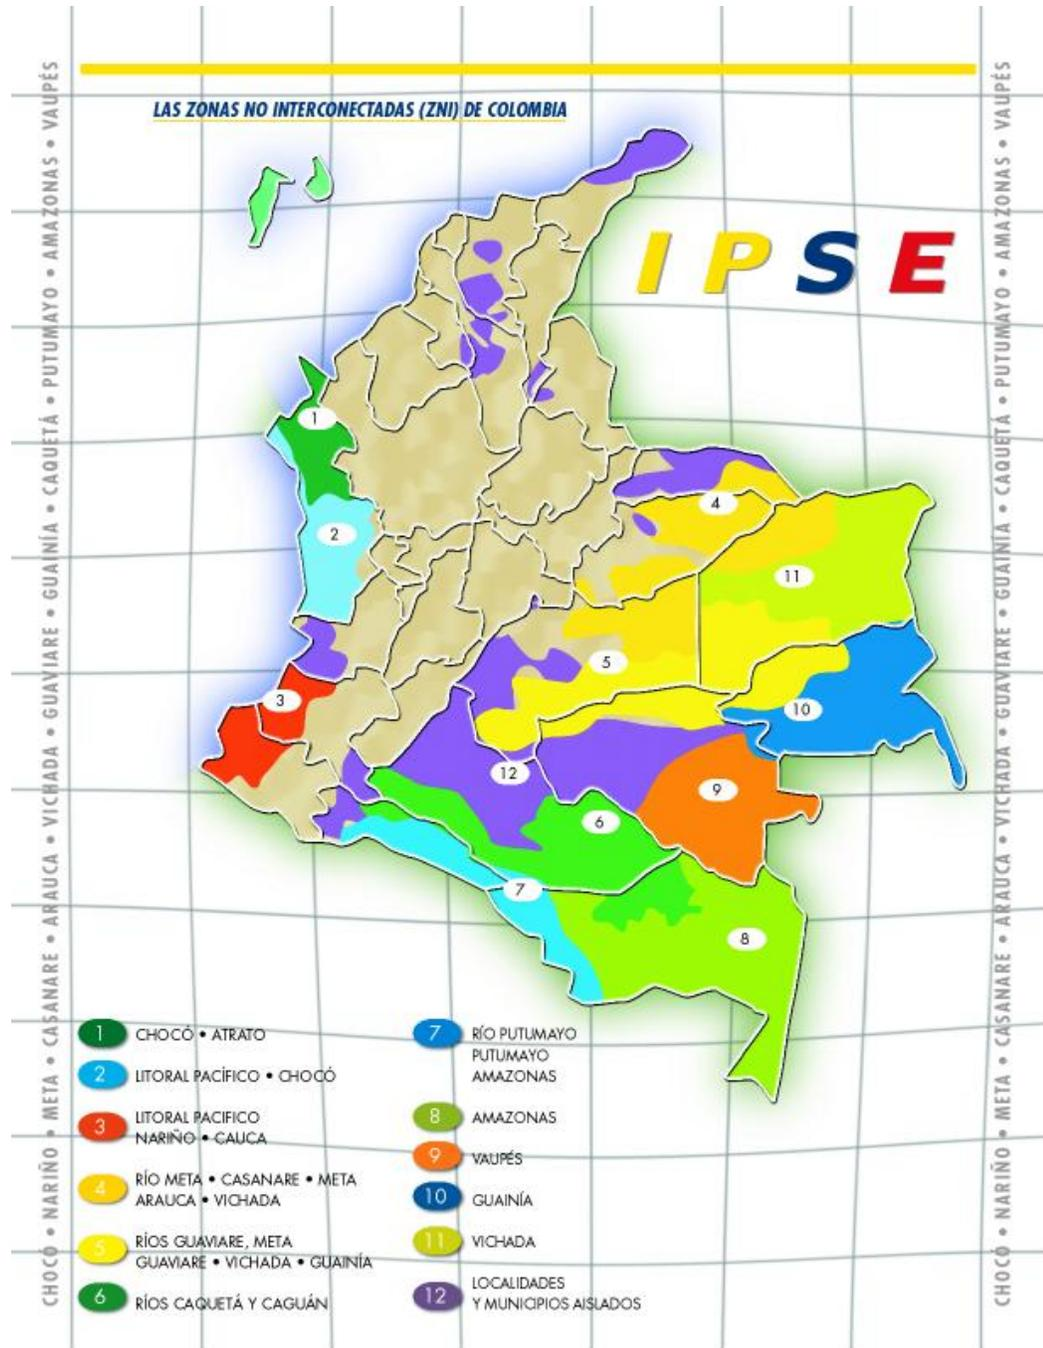 LAS ZONAS NO INTERCONECTADAS (ZNI) DE COLOMBIA
I P S E
CHOCÓ • NARIÑO • META • CASANARE • ARAUCA • VICHADA • GUAVIARE • GUAINÍA • CAQUETÁ • PUTUMAYO • AMAZONAS • VAUPÉS
CHOCÓ • NARIÑO • META • CASANARE • ARAUCA • VICHADA • GUAVIARE • GUAINÍA • CAQUETÁ • PUTUMAYO • AMAZONAS • VAUPÉS
1
4
2
11
5
3
10
12
9
6
7
8
1 CHOCÓ • ATRATO
2 LITORAL PACÍFICO • CHOCÓ
3 LITORAL PACIFICO
NARIÑO • CAUCA
4 RÍO META • CASANARE • META
ARAUCA • VICHADA
5 RÍOS GUAVIARE, META
GUAVIARE • VICHADA • GUAINÍA
6 RÍOS CAQUETÁ Y CAGUÁN
7 RÍO PUTUMAYO
PUTUMAYO
AMAZONAS
8 AMAZONAS
9 VAUPÉS
10 GUAINÍA
11 VICHADA
12 LOCALIDADES
Y MUNICIPIOS AISLADOS